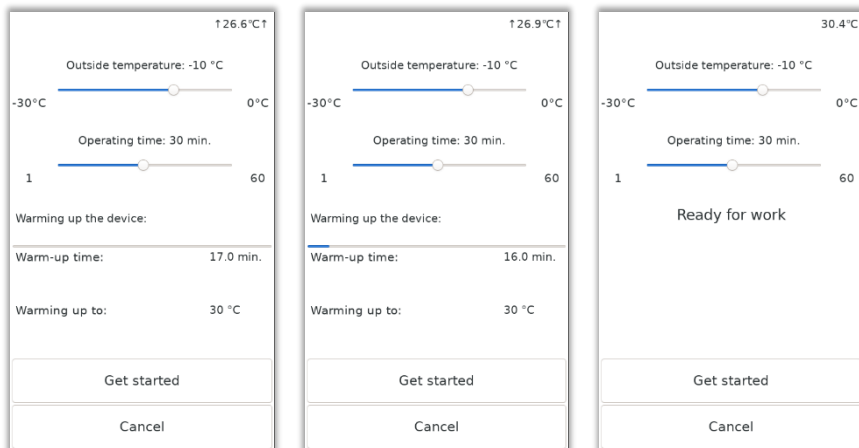 ↑26.6°C↑
Outside temperature: -10 °C
-30°C 0°C
Operating time: 30 min.
1 60
Warming up the device:
Warm-up time: 17.0 min.
Warming up to: 30 °C
Get started
Cancel
↑26.9°C↑
Outside temperature: -10 °C
-30°C 0°C
Operating time: 30 min.
1 60
Warming up the device:
Warm-up time: 16.0 min.
Warming up to: 30 °C
Get started
Cancel
30.4°C
Outside temperature: -10 °C
-30°C 0°C
Operating time: 30 min.
1 60
Ready for work
Get started
Cancel